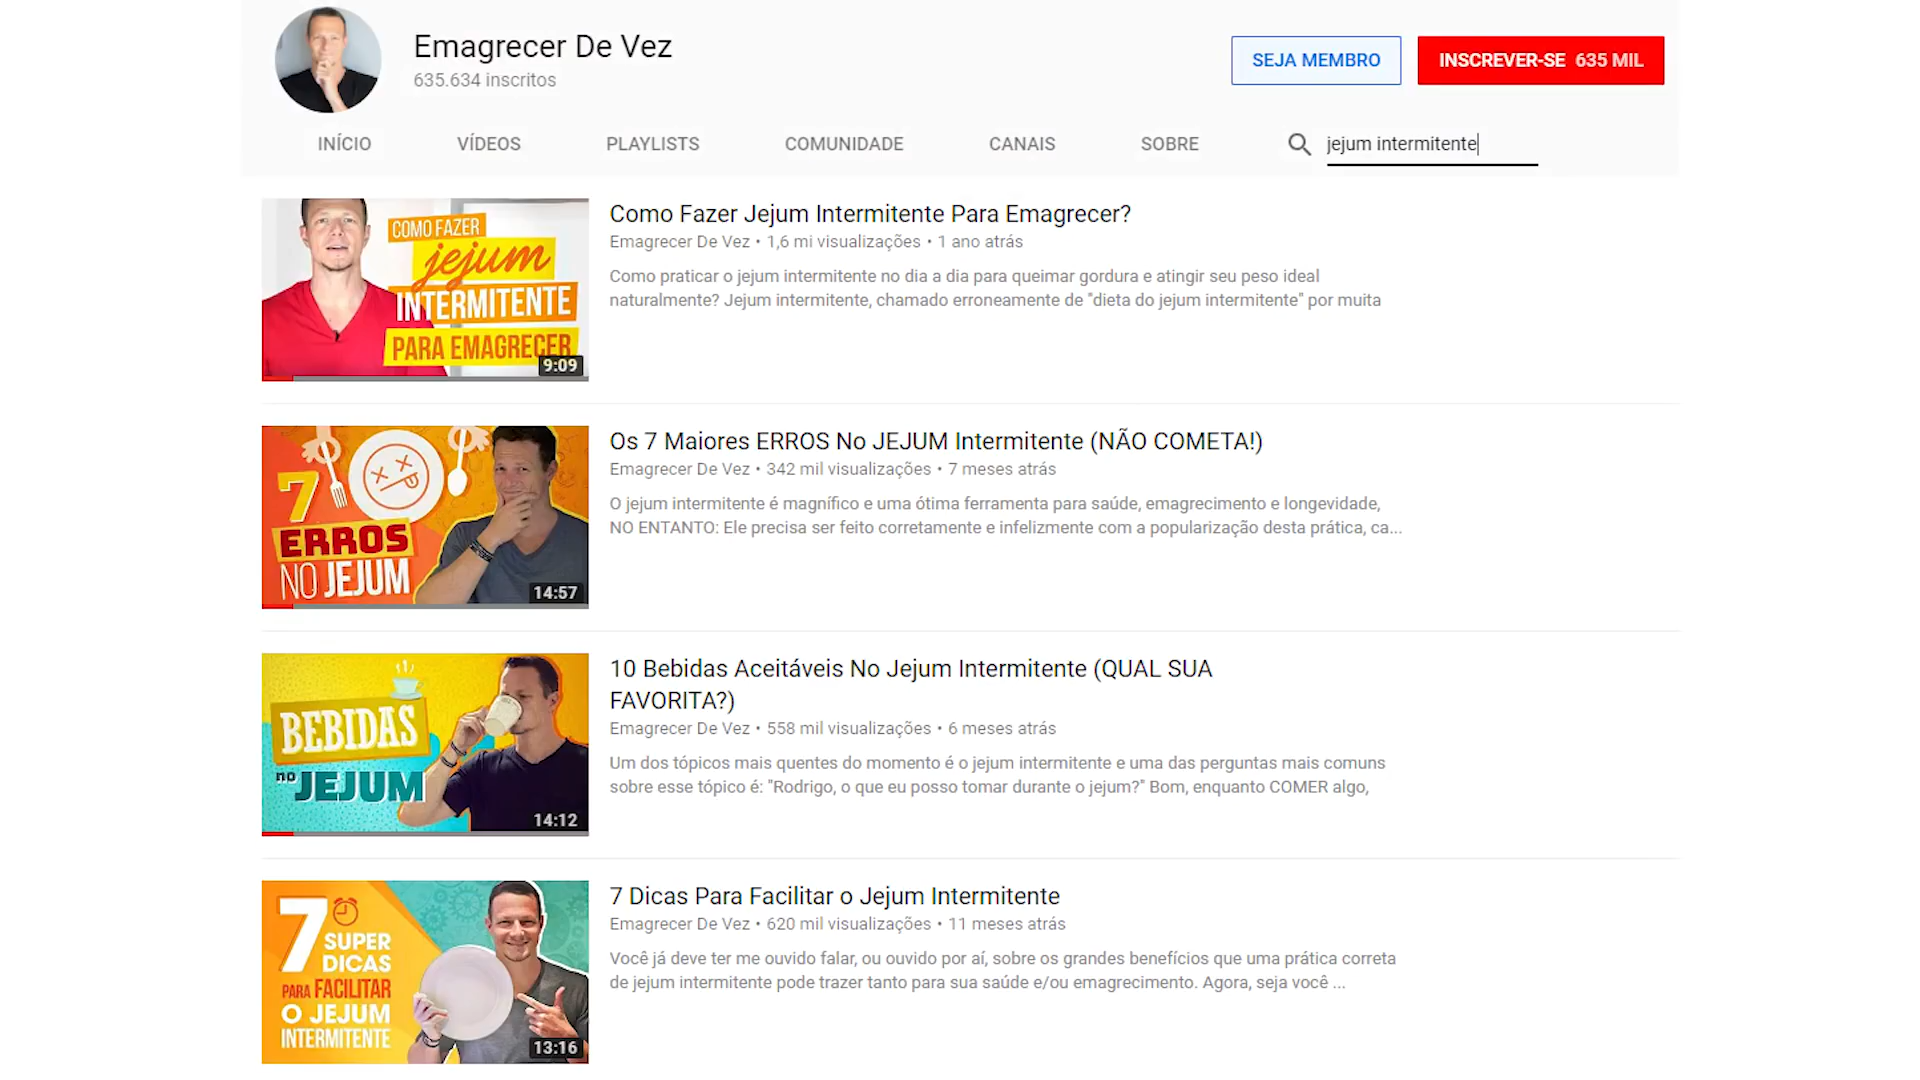 Emagrecer De Vez
635.634 inscritos
SEJA MEMBRO
INSCREVER-SE 635 MIL
INÍCIO
VÍDEOS
PLAYLISTS
COMUNIDADE
CANAIS
SOBRE
jejum intermitente
COMO FAZER
jejum
INTERMITENTE
PARA EMAGRECER
9:09
Como Fazer Jejum Intermitente Para Emagrecer?
Emagrecer De Vez • 1,6 mi visualizações • 1 ano atrás
Como praticar o jejum intermitente no dia a dia para queimar gordura e atingir seu peso ideal
naturalmente? Jejum intermitente, chamado erroneamente de "dieta do jejum intermitente" por muita
7
ERROS
NO JEJUM
14:57
Os 7 Maiores ERROS No JEJUM Intermitente (NÃO COMETA!)
Emagrecer De Vez • 342 mil visualizações • 7 meses atrás
O jejum intermitente é magnífico e uma ótima ferramenta para saúde, emagrecimento e longevidade,
NO ENTANTO: Ele precisa ser feito corretamente e infelizmente com a popularização desta prática, ca...
BEBIDAS
no JEJUM
14:12
10 Bebidas Aceitáveis No Jejum Intermitente (QUAL SUA
FAVORITA?)
Emagrecer De Vez • 558 mil visualizações • 6 meses atrás
Um dos tópicos mais quentes do momento é o jejum intermitente e uma das perguntas mais comuns
sobre esse tópico é: "Rodrigo, o que eu posso tomar durante o jejum?" Bom, enquanto COMER algo,
7
SUPER
DICAS
PARA FACILITAR
O JEJUM
INTERMITENTE
13:16
7 Dicas Para Facilitar o Jejum Intermitente
Emagrecer De Vez • 620 mil visualizações • 11 meses atrás
Você já deve ter me ouvido falar, ou ouvido por aí, sobre os grandes benefícios que uma prática correta
de jejum intermitente pode trazer tanto para sua saúde e/ou emagrecimento. Agora, seja você ...